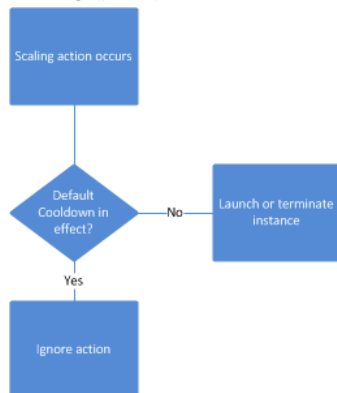 Scaling action occurs
Default
Cooldown in
effect?
No
Launch or terminate
instance
Yes
Ignore action